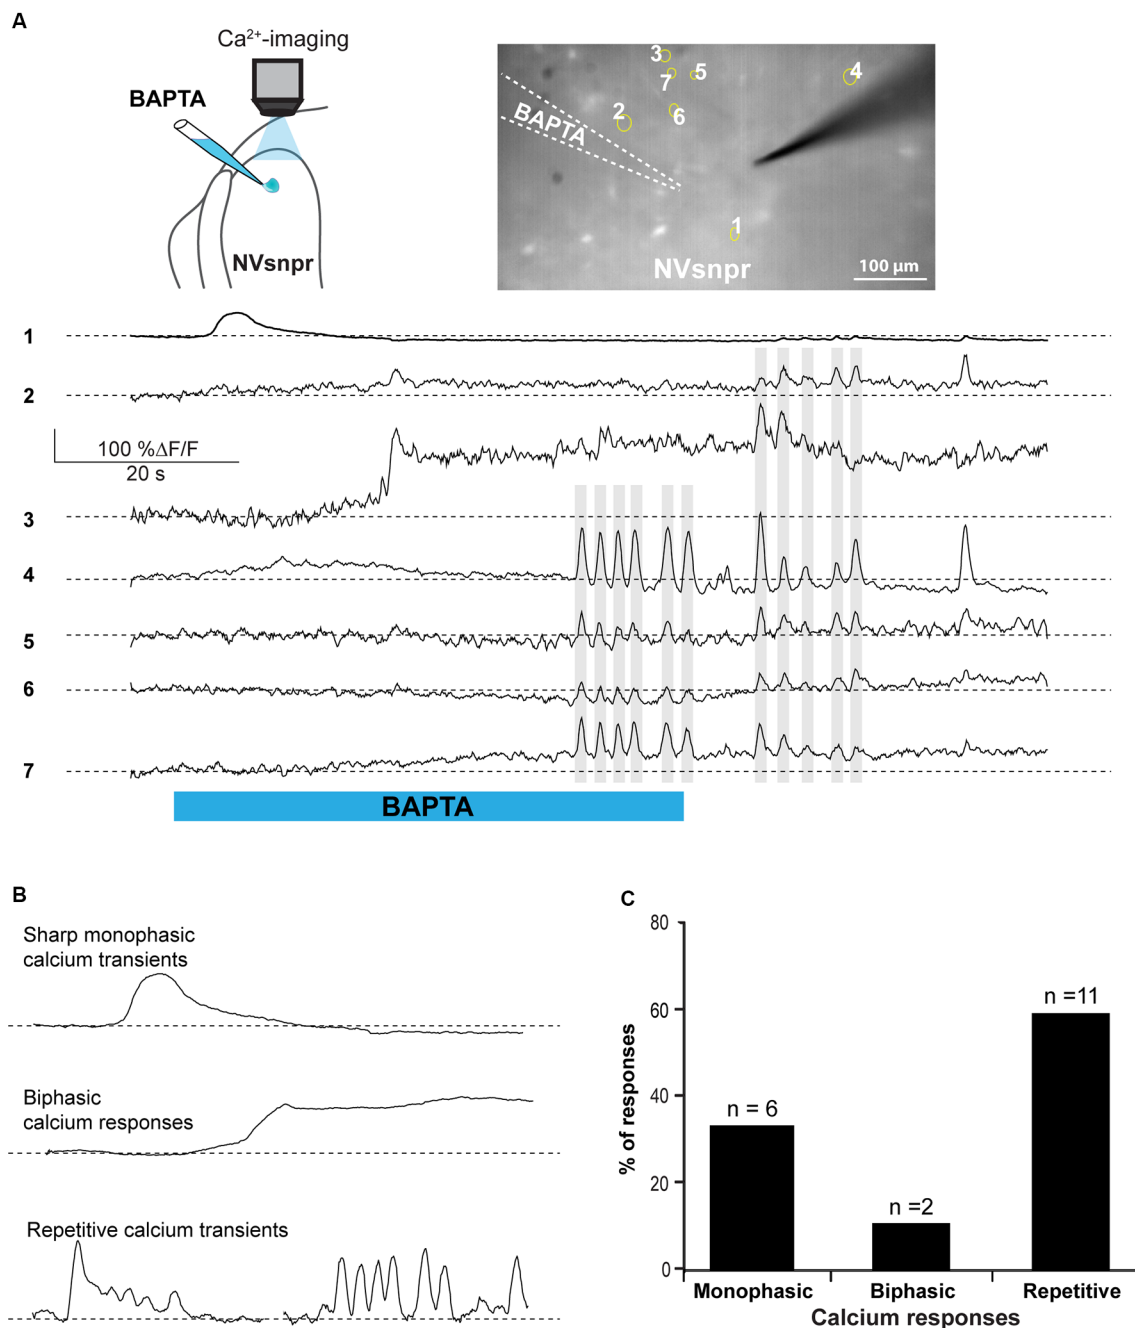 A
Ca²⁺-imaging
BAPTA
NVsnpr
3
7
5
4
2
6
BAPTA
1
NVsnpr
100 µm
1
2
100 %ΔF/F
20 s
3
4
5
6
7
BAPTA
B
Sharp monophasic
calcium transients
Biphasic
calcium responses
Repetitive calcium transients
C
80
60
40
20
0
% of responses
n = 6
n =2
n =11
Monophasic
Biphasic
Repetitive
Calcium responses